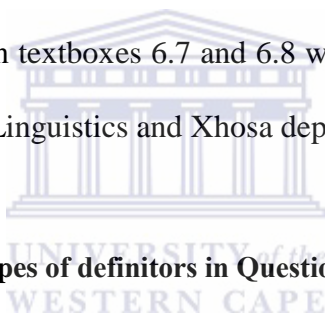 n textboxes 6.7 and 6.8 w
Linguistics and Xhosa dep
UNIVERSITY of the
pes of definitors in Questio
WESTERN CAPE